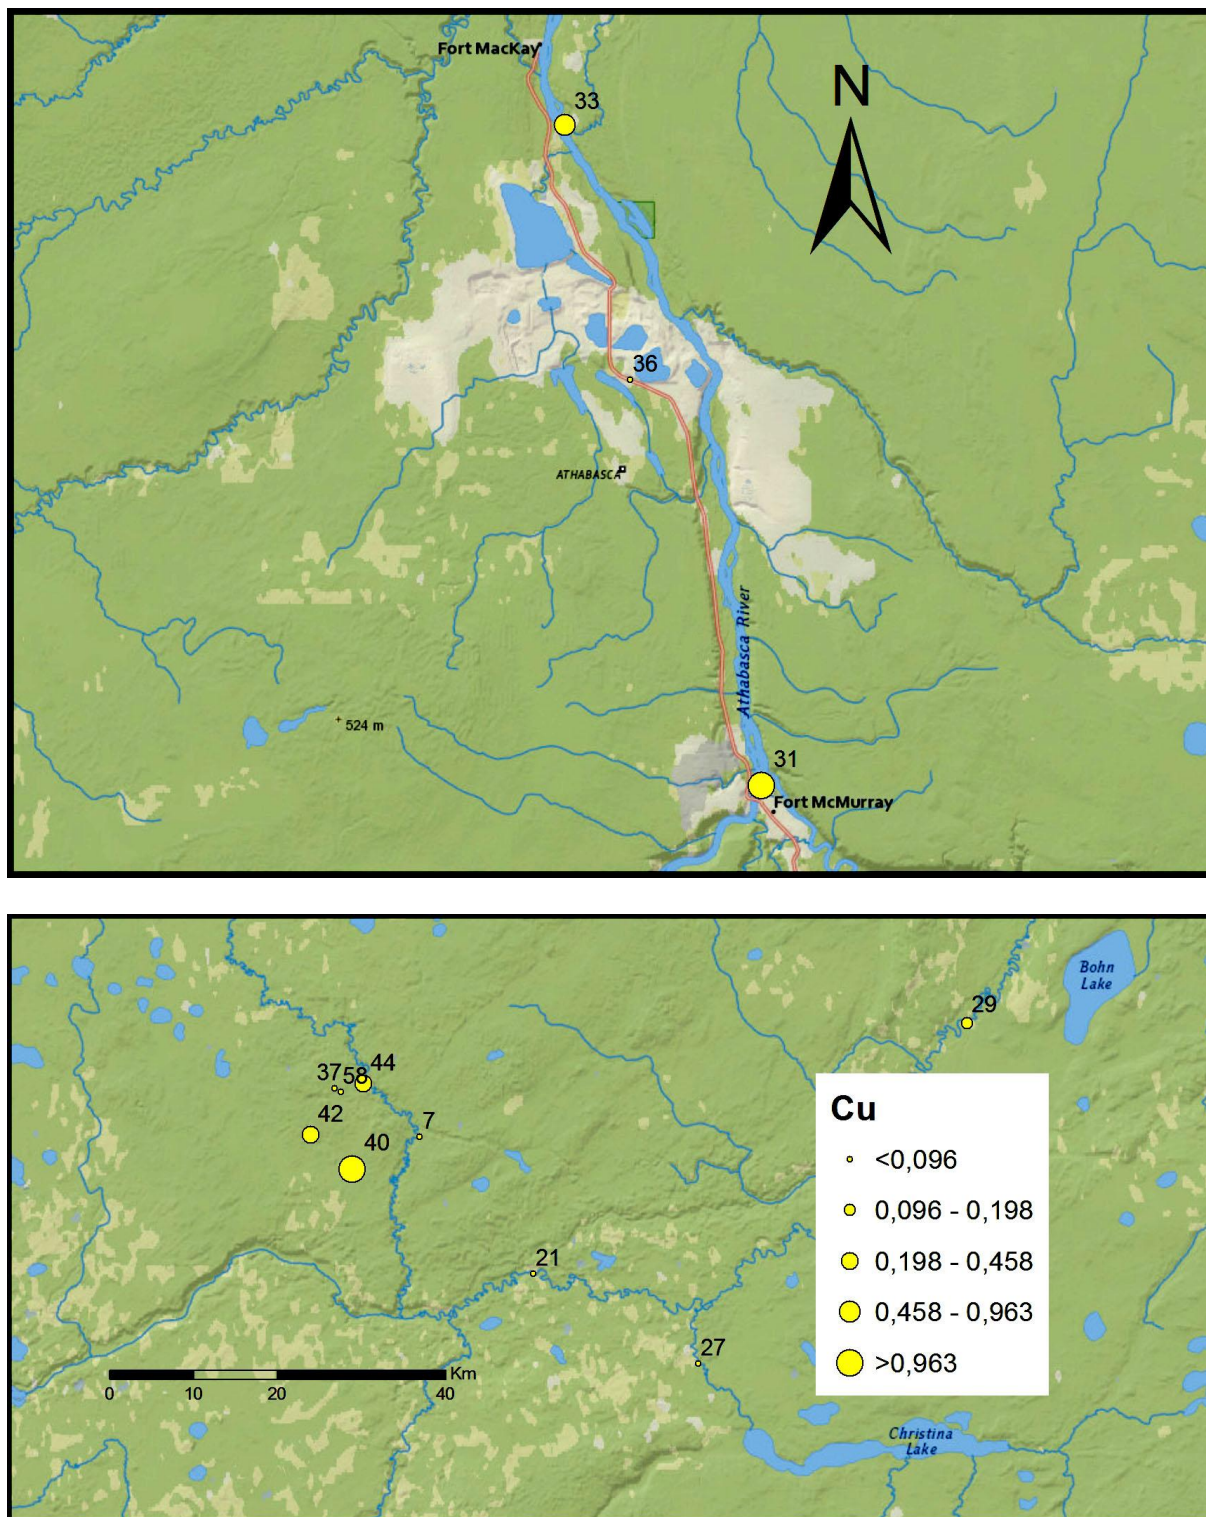 Fort MacKay
33
N
36
ATHABASCA
Athabasca River
524 m
31
Fort McMurray
Bohn
Lake
29
44
37
58
42
7
40
21
27
Cu
<0,096
0,096 - 0,198
0,198 - 0,458
0,458 - 0,963
>0,963
Km
0 10 20 40
Christina
Lake